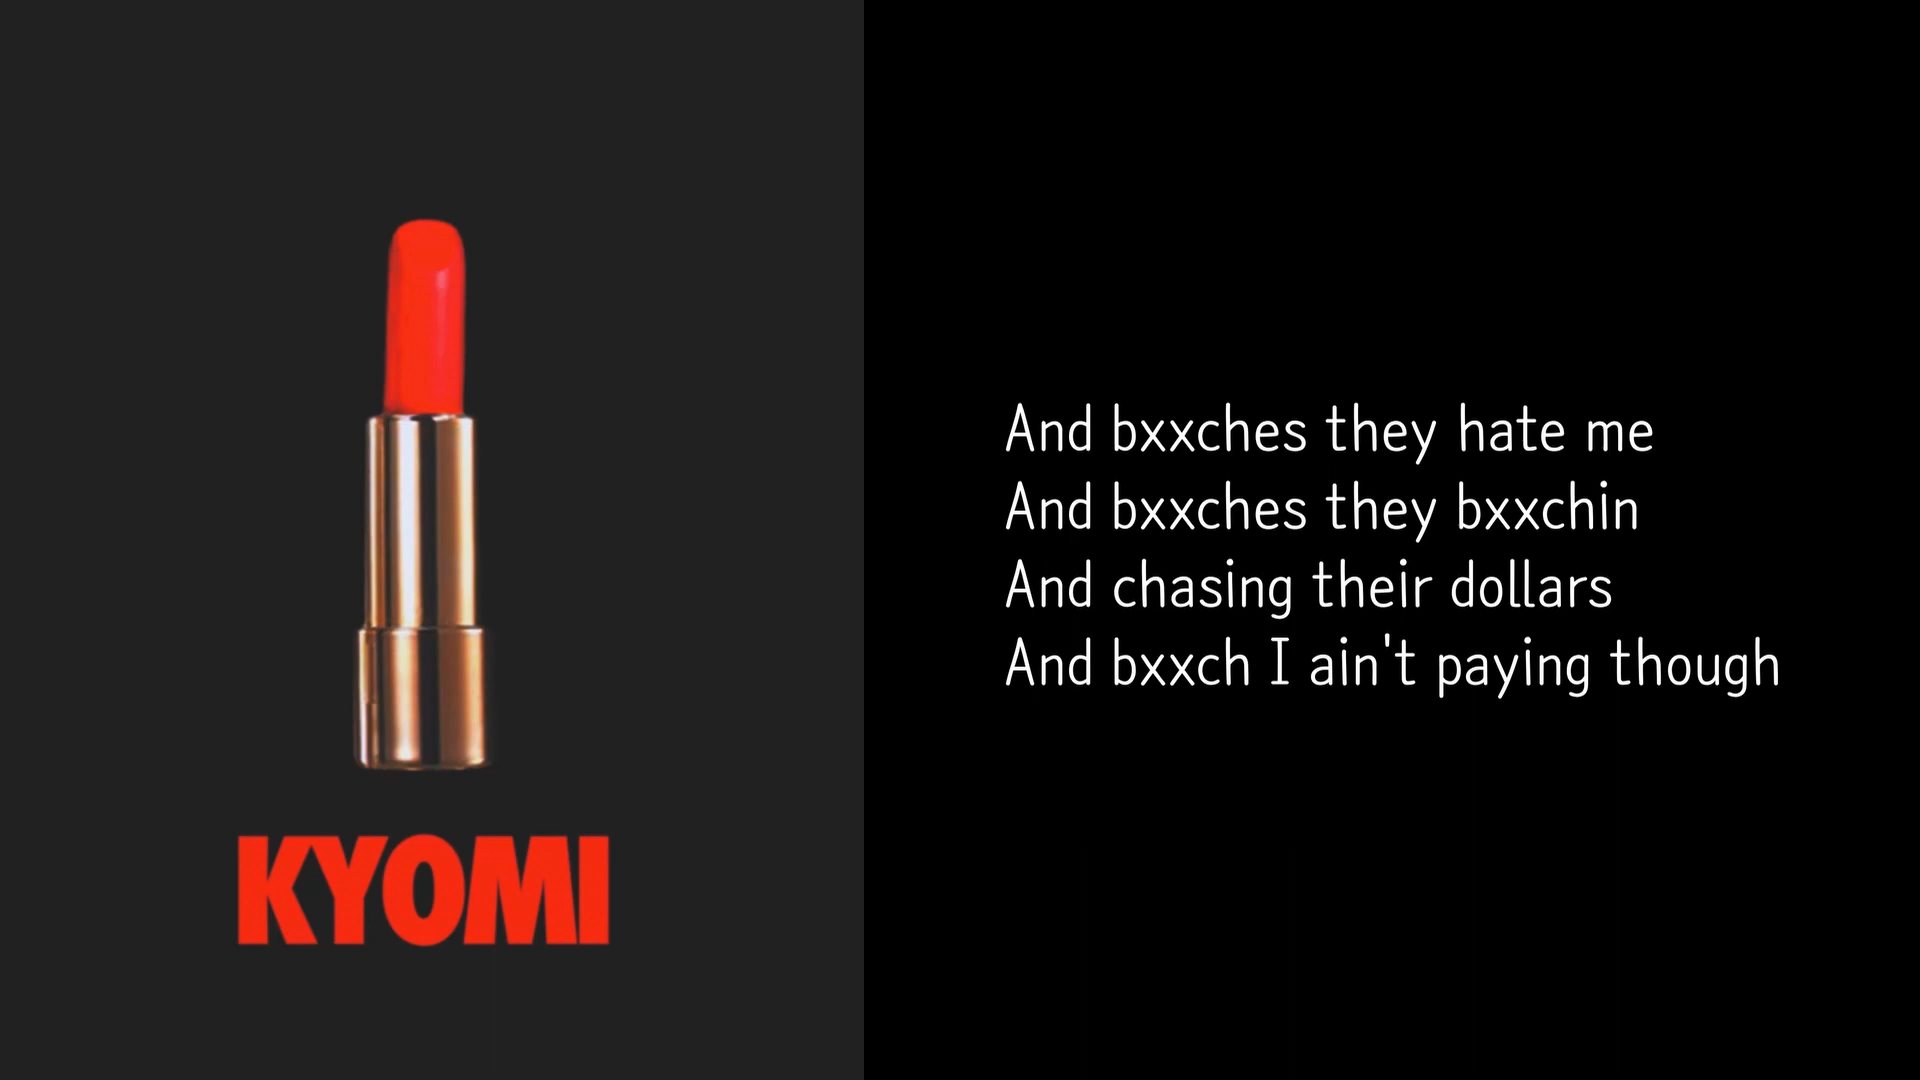 KYOMI
And bxxches they hate me
And bxxches they bxxchin
And chasing their dollars
And bxxch I ain't paying though